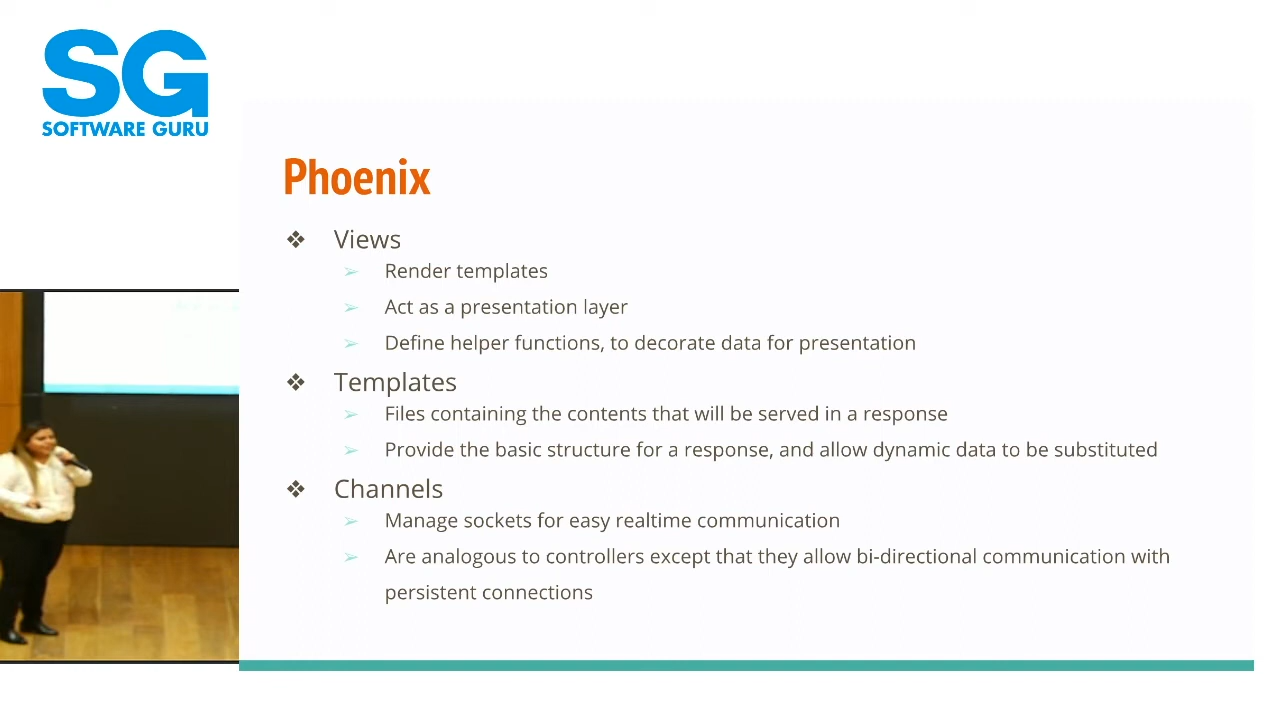 SG
SOFTWARE GURU
Phoenix
❖ Views
➢ Render templates
➢ Act as a presentation layer
➢ Define helper functions, to decorate data for presentation
❖ Templates
➢ Files containing the contents that will be served in a response
➢ Provide the basic structure for a response, and allow dynamic data to be substituted
❖ Channels
➢ Manage sockets for easy realtime communication
➢ Are analogous to controllers except that they allow bi-directional communication with
persistent connections